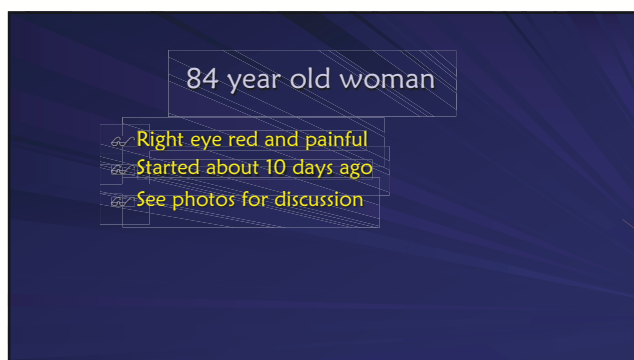 84 year old woman
Right eye red and painful
Started about 10 days ago
See photos for discussion